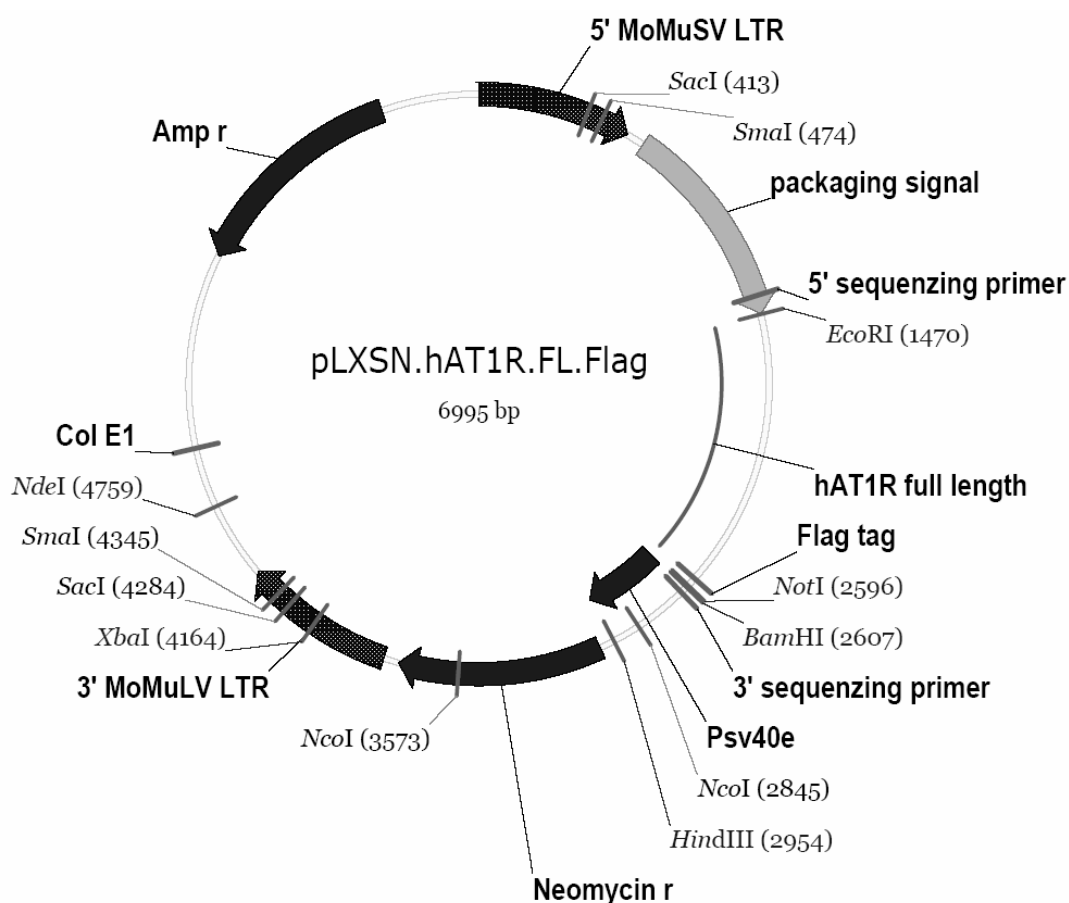 5' MoMuSV LTR
SacI (413)
SmaI (474)
Amp r
packaging signal
5' sequenzing primer
EcoRI (1470)
pLXSN.hAT1R.FL.Flag
6995 bp
Col E1
NdeI (4759)
hAT1R full length
SmaI (4345)
Flag tag
SacI (4284)
NotI (2596)
XbaI (4164)
BamHI (2607)
3' MoMuLV LTR
3' sequenzing primer
NcoI (3573)
Psv40e
NcoI (2845)
HindIII (2954)
Neomycin r